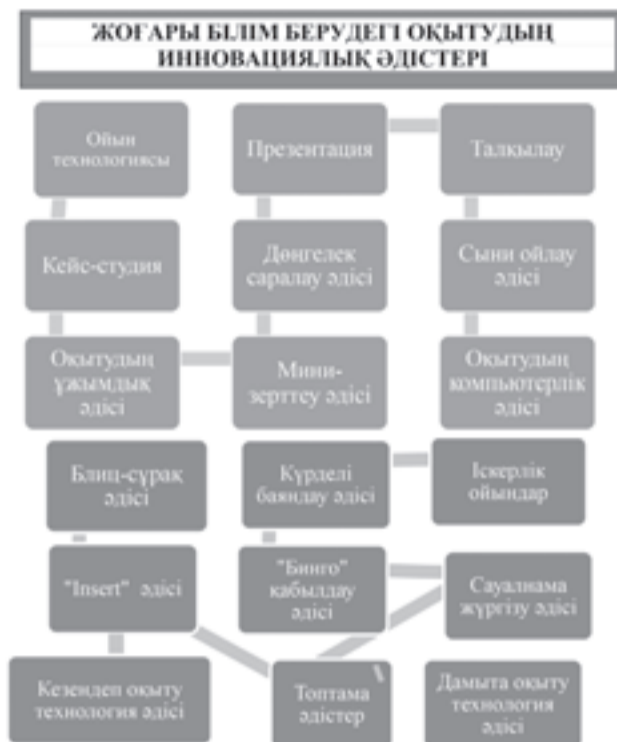 ЖОҒАРЫ БІЛІМ БЕРУДЕГІ ОҚЫТУДЫҢ
ИННОВАЦИЯЛЫҚ ӘДІСТЕРІ
Ойын
технологиясы
Презентация
Талқылау
Кейс-студия
Дөңгелек
саралау әдісі
Сыни ойлау
әдісі
Оқытудың
ұжымдық
әдісі
Мини-
зерттеу әдісі
Оқытудың
компьютерлік
әдісі
Блиц-сұрақ
әдісі
Күрделі
баяндау әдісі
Іскерлік
ойындар
"Insert" әдісі
"Бинго"
қабылдау
әдісі
Сауалнама
жүргізу әдісі
Кезеңдеп оқыту
технология әдісі
Топтама
әдістер
Дамыта оқыту
технология
әдісі